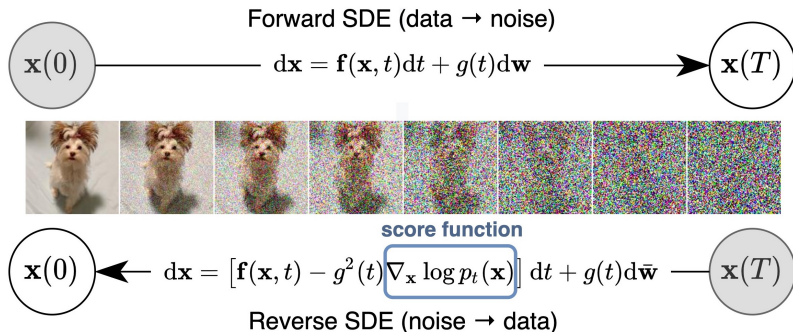 Forward SDE (data → noise)
x(0) dx = f(x, t)dt + g(t)dw x(T)
score function
x(0) dx = [f(x, t) − g²(t)∇ₓ log pₜ(x)] dt + g(t)dw̄ x(T)
Reverse SDE (noise → data)